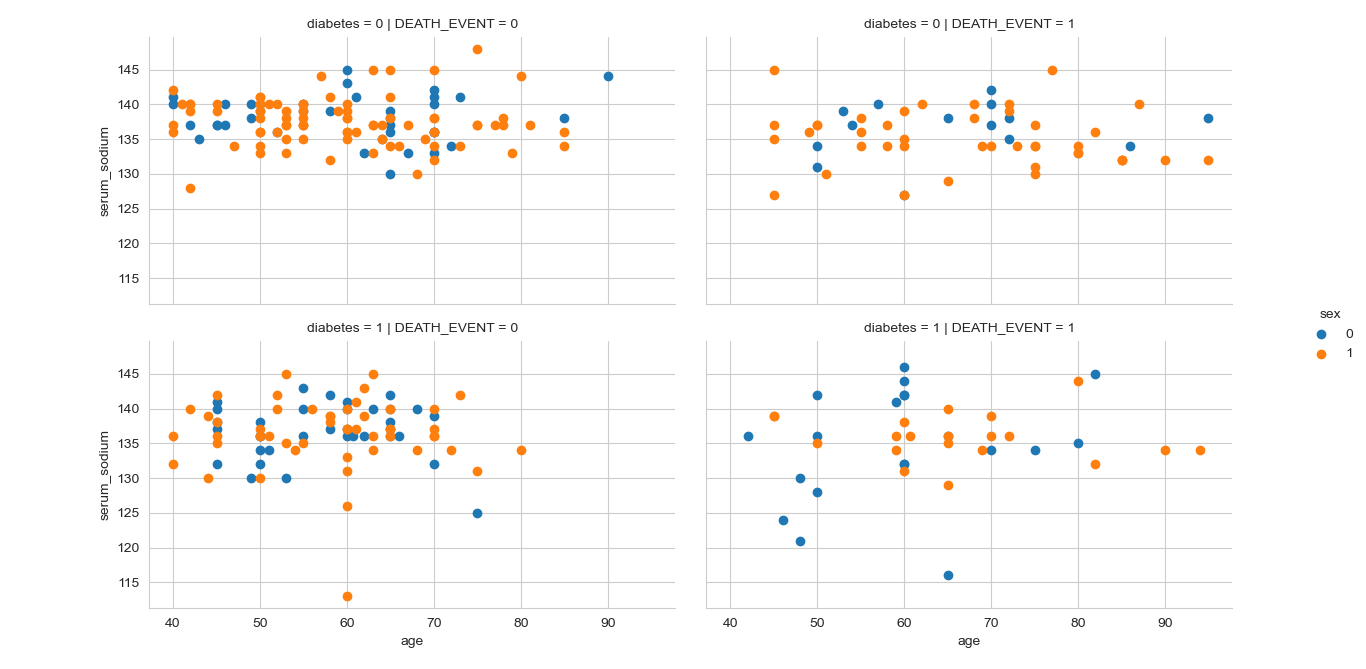 diabetes = 0 | DEATH_EVENT = 0
diabetes = 0 | DEATH_EVENT = 1
145
140
135
130
125
120
115
serum_sodium
sex
0
1
diabetes = 1 | DEATH_EVENT = 0
diabetes = 1 | DEATH_EVENT = 1
145
140
135
130
125
120
115
serum_sodium
40 50 60 70 80 90
40 50 60 70 80 90
age
age